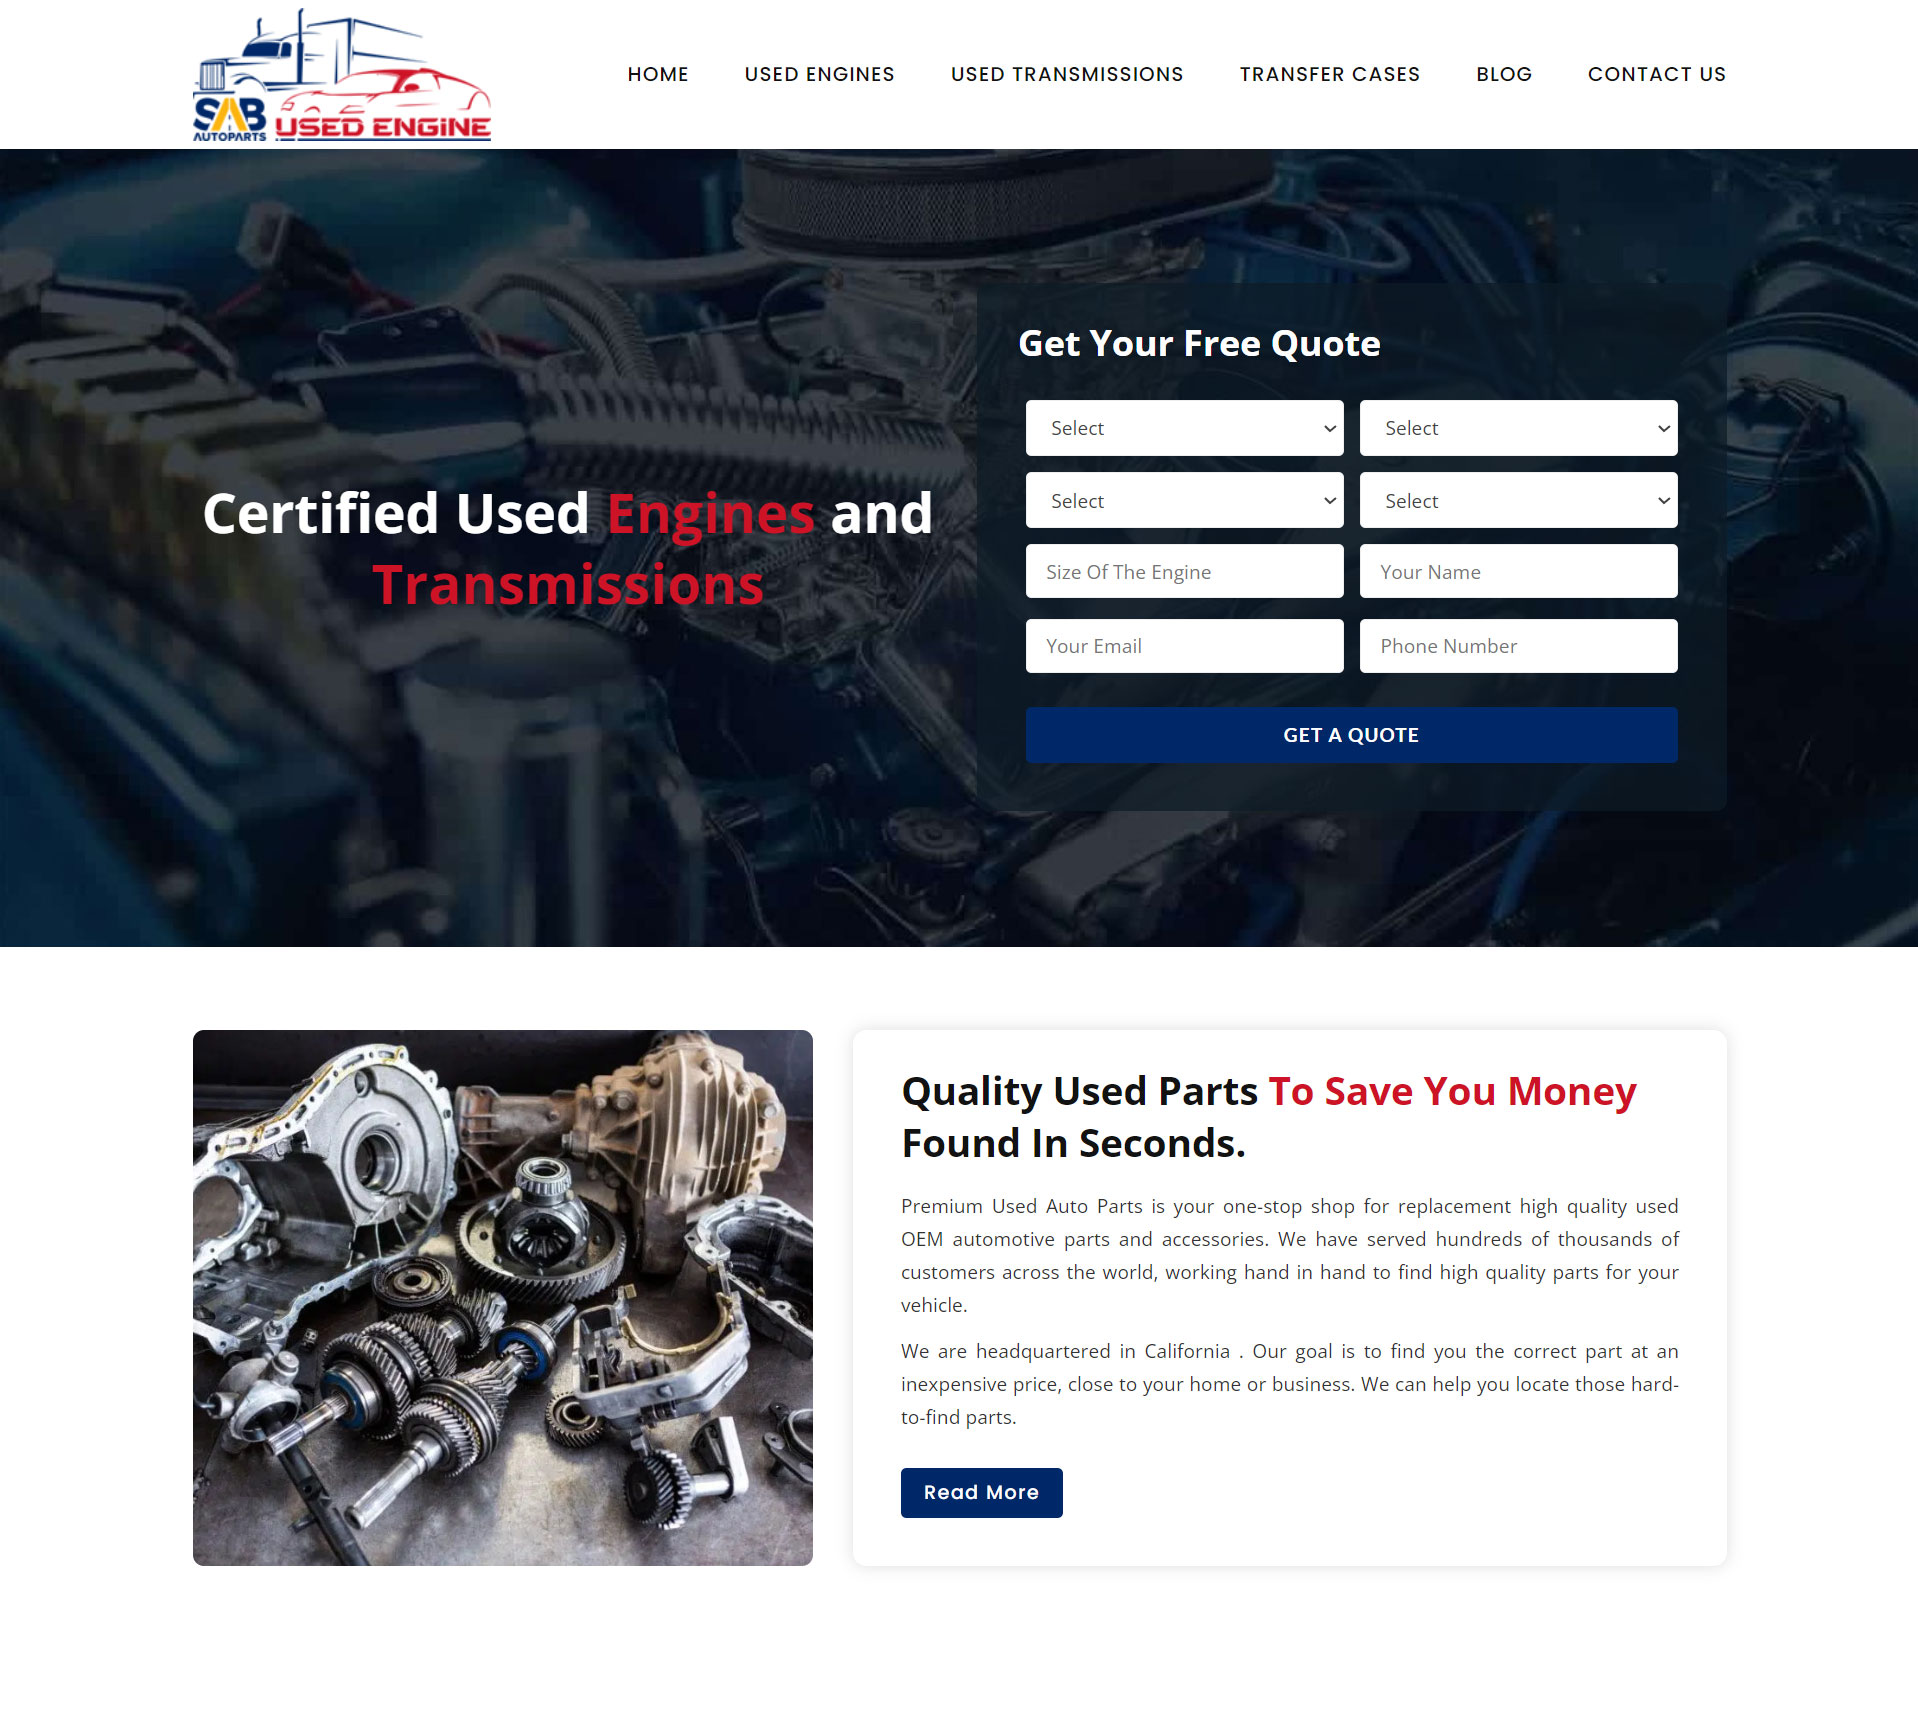 SAB
AUTOPARTS
USED ENGINE
HOME
USED ENGINES
USED TRANSMISSIONS
TRANSFER CASES
BLOG
CONTACT US
Certified Used Engines and
Transmissions
Get Your Free Quote
Select
Select
Select
Select
Size Of The Engine
Your Name
Your Email
Phone Number
GET A QUOTE
Quality Used Parts To Save You Money
Found In Seconds.
Premium Used Auto Parts is your one-stop shop for replacement high quality used
OEM automotive parts and accessories. We have served hundreds of thousands of
customers across the world, working hand in hand to find high quality parts for your
vehicle.
We are headquartered in California . Our goal is to find you the correct part at an
inexpensive price, close to your home or business. We can help you locate those hard-
to-find parts.
Read More